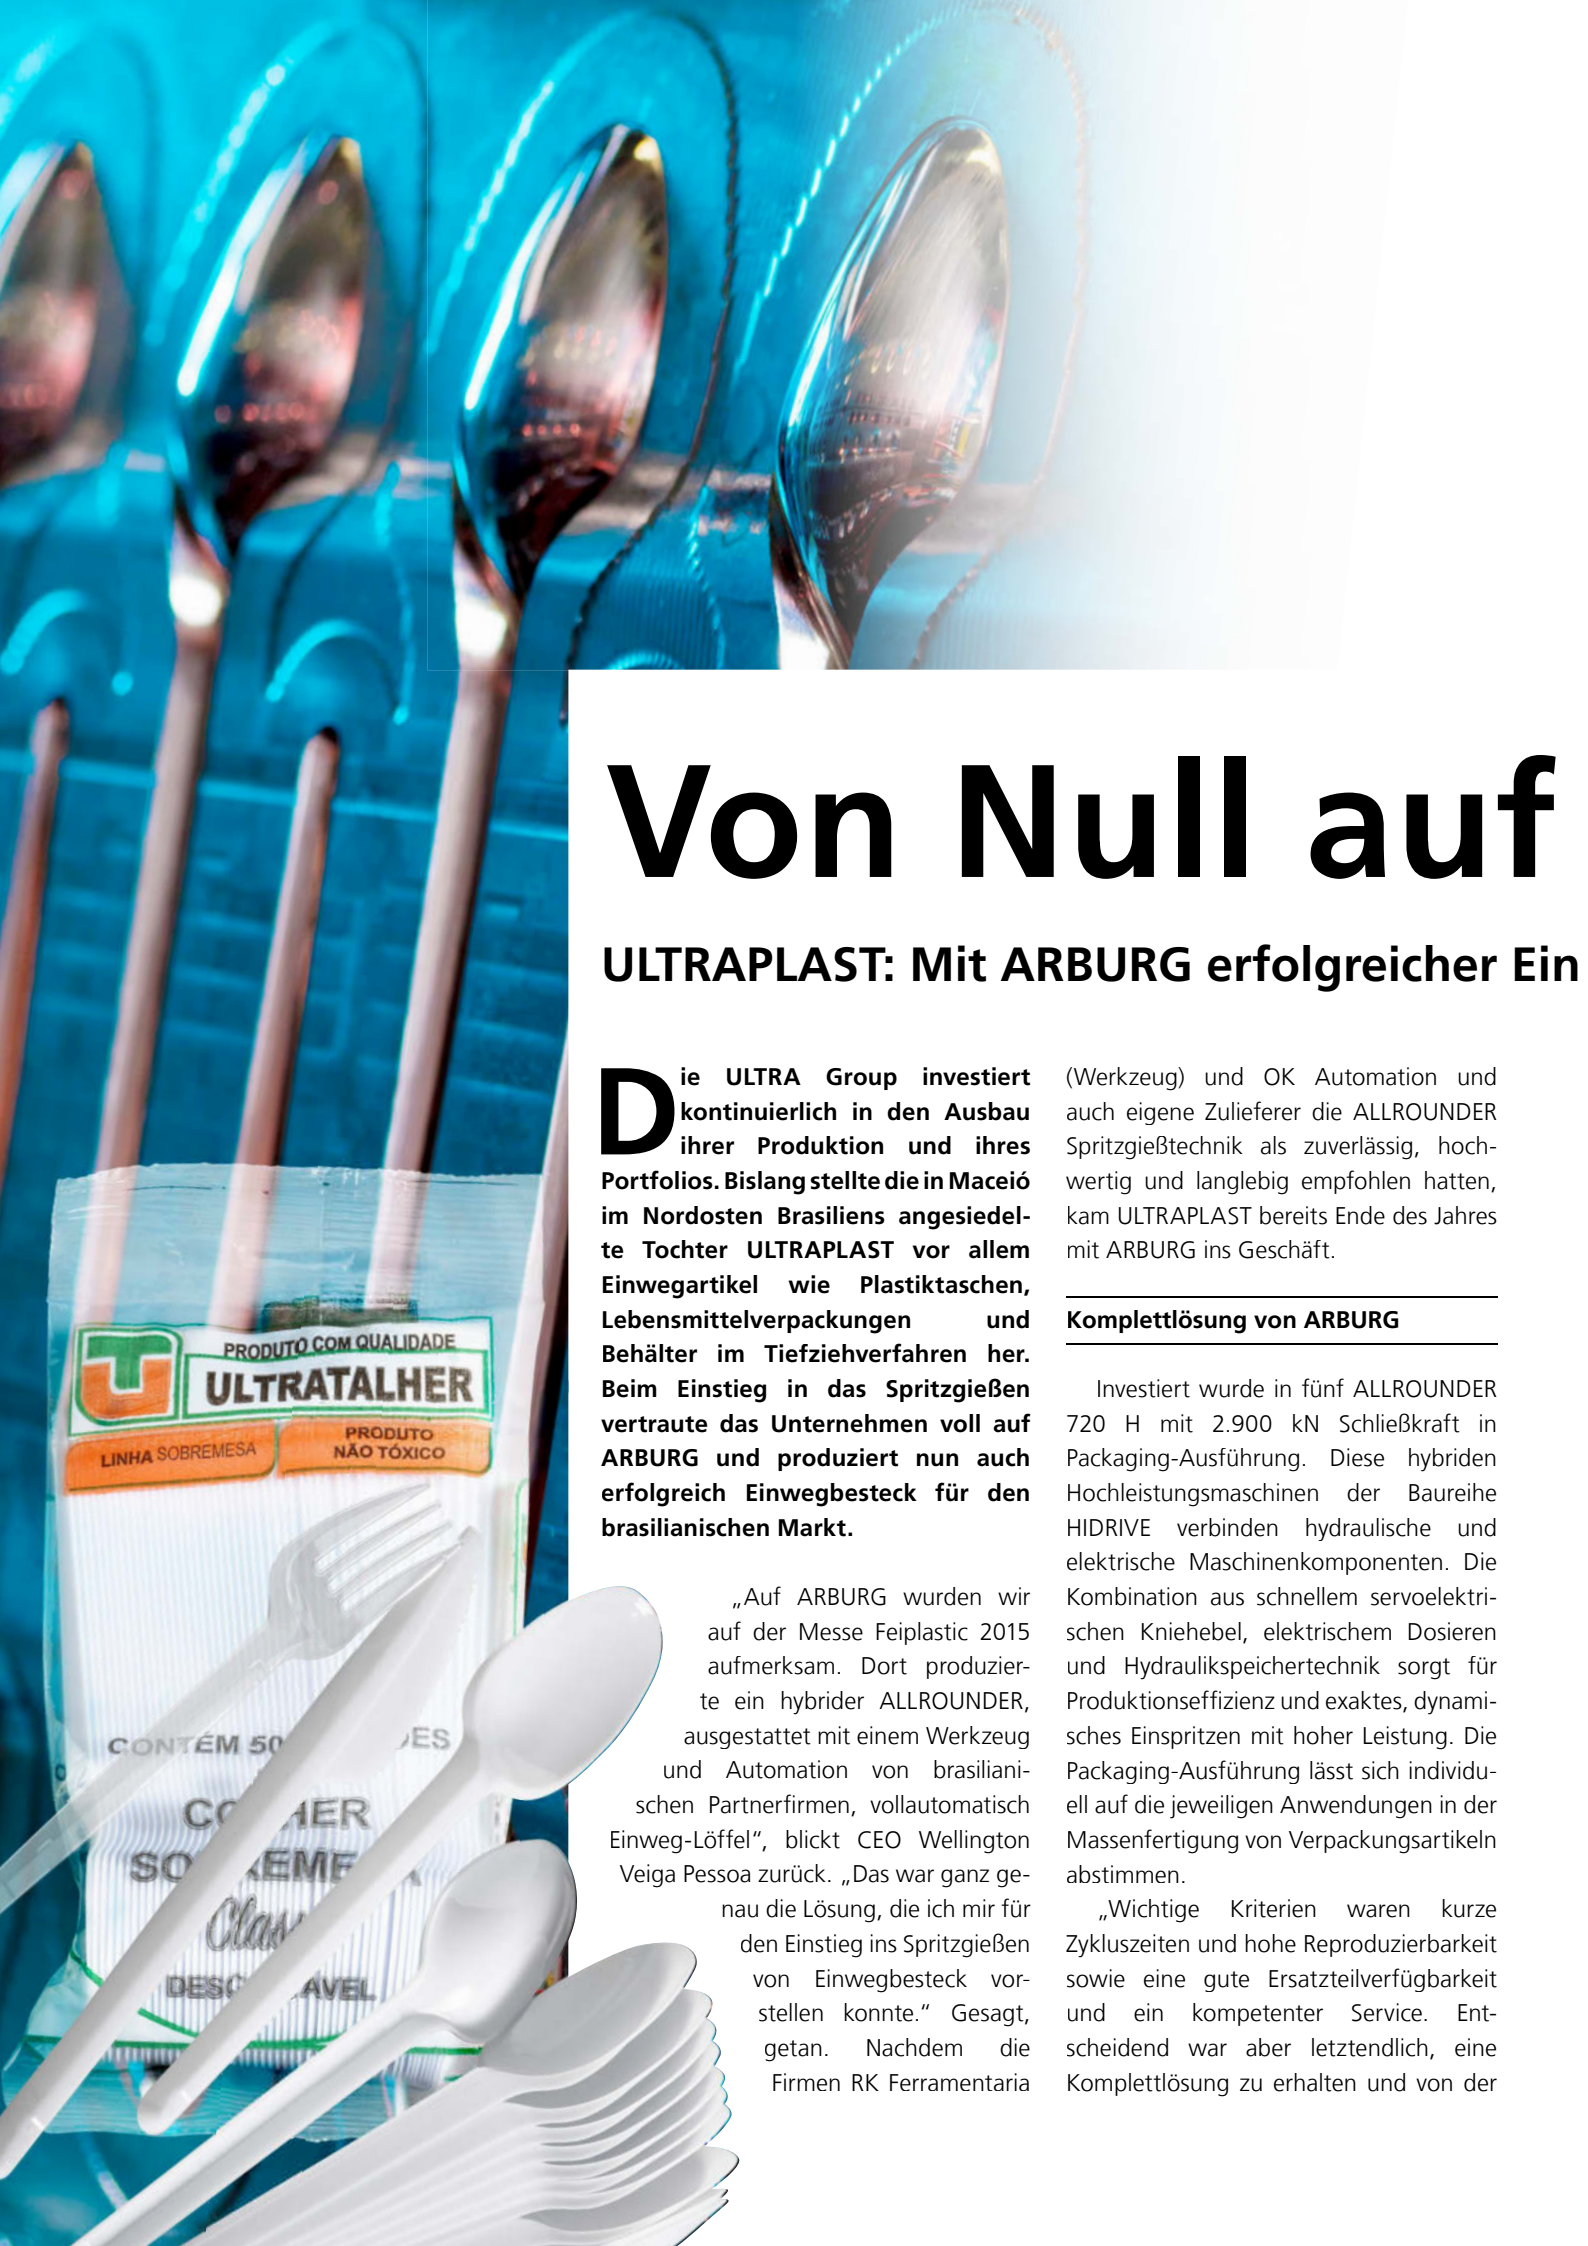 Von Null auf
ULTRAPLAST: Mit ARBURG erfolgreicher Ein
Die ULTRA Group investiert
kontinuierlich in den Ausbau
ihrer Produktion und ihres
Portfolios. Bislang stellte die in Maceió
im Nordosten Brasiliens angesiedel-
te Tochter ULTRAPLAST vor allem
Einwegartikel wie Plastiktaschen,
Lebensmittelverpackungen und
Behälter im Tiefziehverfahren her.
Beim Einstieg in das Spritzgießen
vertraute das Unternehmen voll auf
ARBURG und produziert nun auch
erfolgreich Einwegbesteck für den
brasilianischen Markt.
„Auf ARBURG wurden wir
auf der Messe Feiplastic 2015
aufmerksam. Dort produzier-
te ein hybrider ALLROUNDER,
ausgestattet mit einem Werkzeug
und Automation von brasiliani-
schen Partnerfirmen, vollautomatisch
Einweg-Löffel“, blickt CEO Wellington
Veiga Pessoa zurück. „Das war ganz ge-
nau die Lösung, die ich mir für
den Einstieg ins Spritzgießen
von Einwegbesteck vor-
stellen konnte.“ Gesagt,
getan. Nachdem die
Firmen RK Ferramentaria
(Werkzeug) und OK Automation und
auch eigene Zulieferer die ALLROUNDER
Spritzgießtechnik als zuverlässig, hoch-
wertig und langlebig empfohlen hatten,
kam ULTRAPLAST bereits Ende des Jahres
mit ARBURG ins Geschäft.
Komplettlösung von ARBURG
Investiert wurde in fünf ALLROUNDER
720 H mit 2.900 kN Schließkraft in
Packaging-Ausführung. Diese hybriden
Hochleistungsmaschinen der Baureihe
HIDRIVE verbinden hydraulische und
elektrische Maschinenkomponenten. Die
Kombination aus schnellem servoelektri-
schen Kniehebel, elektrischem Dosieren
und Hydraulikspeichertechnik sorgt für
Produktionseffizienz und exaktes, dynami-
sches Einspritzen mit hoher Leistung. Die
Packaging-Ausführung lässt sich individu-
ell auf die jeweiligen Anwendungen in der
Massenfertigung von Verpackungsartikeln
abstimmen.
„Wichtige Kriterien waren kurze
Zykluszeiten und hohe Reproduzierbarkeit
sowie eine gute Ersatzteilverfügbarkeit
und ein kompetenter Service. Ent-
scheidend war aber letztendlich, eine
Komplettlösung zu erhalten und von der
PRODUTO COM QUALIDADE
ULTRATALHER
LINHA SOBREMESA
PRODUTO
NÃO TÓXICO
CONTÉM 50